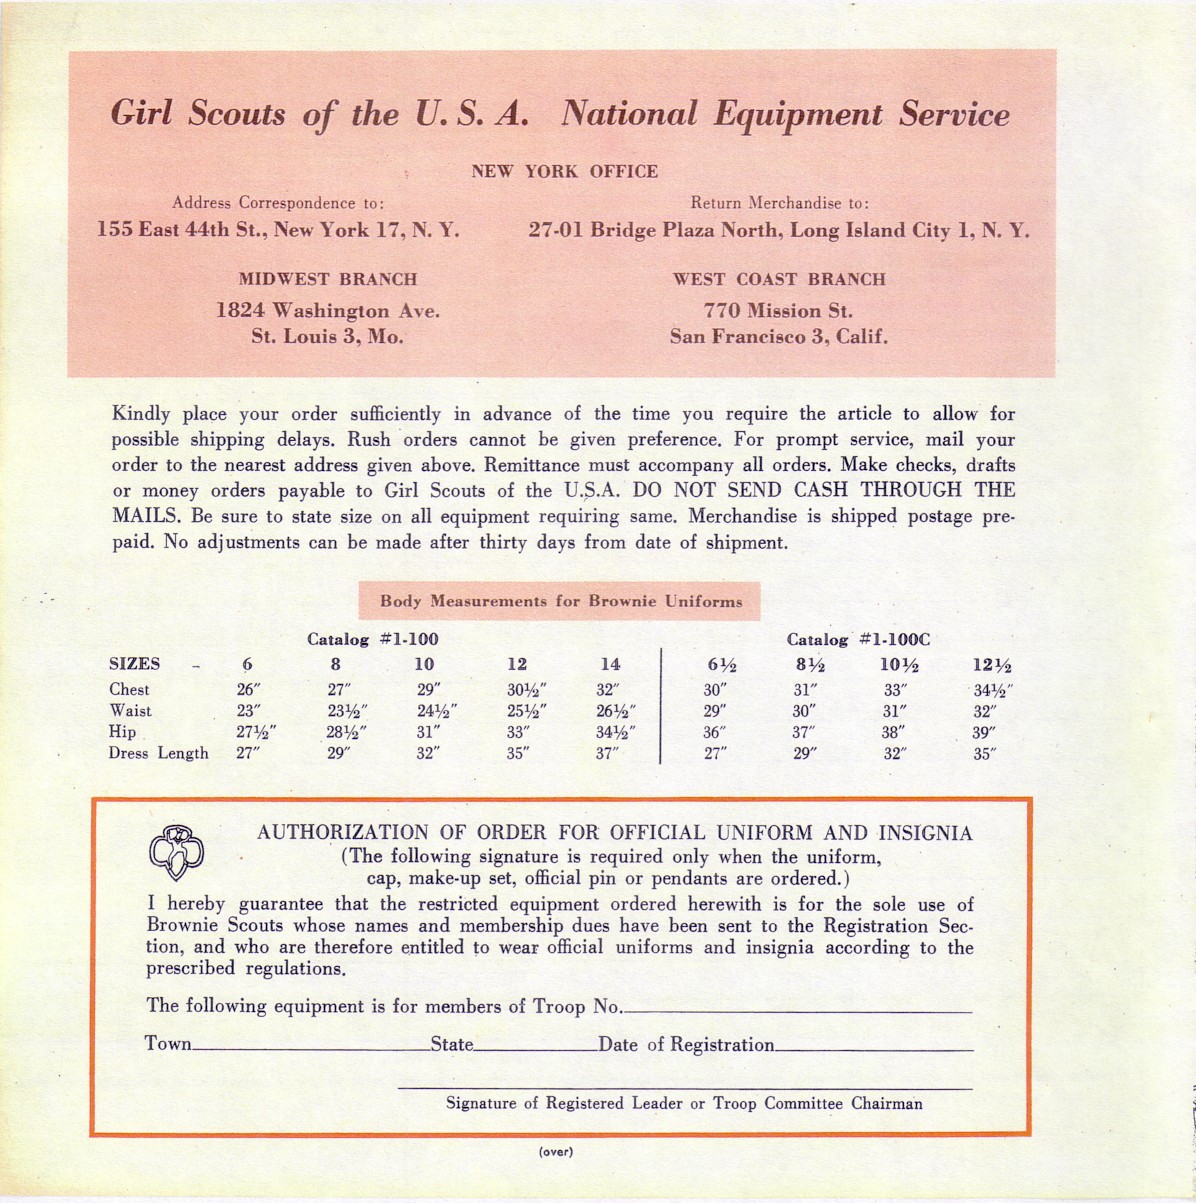 Girl Scouts of the U. S. A. National Equipment Service
NEW YORK OFFICE
Address Correspondence to:
155 East 44th St., New York 17, N. Y.
Return Merchandise to:
27-01 Bridge Plaza North, Long Island City 1, N. Y.
MIDWEST BRANCH
1824 Washington Ave.
St. Louis 3, Mo.
WEST COAST BRANCH
770 Mission St.
San Francisco 3, Calif.
Kindly place your order sufficiently in advance of the time you require the article to allow for
possible shipping delays. Rush orders cannot be given preference. For prompt service, mail your
order to the nearest address given above. Remittance must accompany all orders. Make checks, drafts
or money orders payable to Girl Scouts of the U.S.A. DO NOT SEND CASH THROUGH THE
MAILS. Be sure to state size on all equipment requiring same. Merchandise is shipped postage pre-
paid. No adjustments can be made after thirty days from date of shipment.
Body Measurements for Brownie Uniforms
Catalog #1-100 Catalog #1-100C
SIZES – 6 8 10 12 14 6½ 8½ 10½ 12½
Chest 26″ 27″ 29″ 30½″ 32″ 30″ 31″ 33″ 34½″
Waist 23″ 23½″ 24½″ 25½″ 26½″ 29″ 30″ 31″ 32″
Hip 27½″ 28½″ 31″ 33″ 34½″ 36″ 37″ 38″ 39″
Dress Length 27″ 29″ 32″ 35″ 37″ 27″ 29″ 32″ 35″
AUTHORIZATION OF ORDER FOR OFFICIAL UNIFORM AND INSIGNIA
(The following signature is required only when the uniform,
cap, make-up set, official pin or pendants are ordered.)
I hereby guarantee that the restricted equipment ordered herewith is for the sole use of
Brownie Scouts whose names and membership dues have been sent to the Registration Sec-
tion, and who are therefore entitled to wear official uniforms and insignia according to the
prescribed regulations.
The following equipment is for members of Troop No.
Town State Date of Registration
Signature of Registered Leader or Troop Committee Chairman
(over)